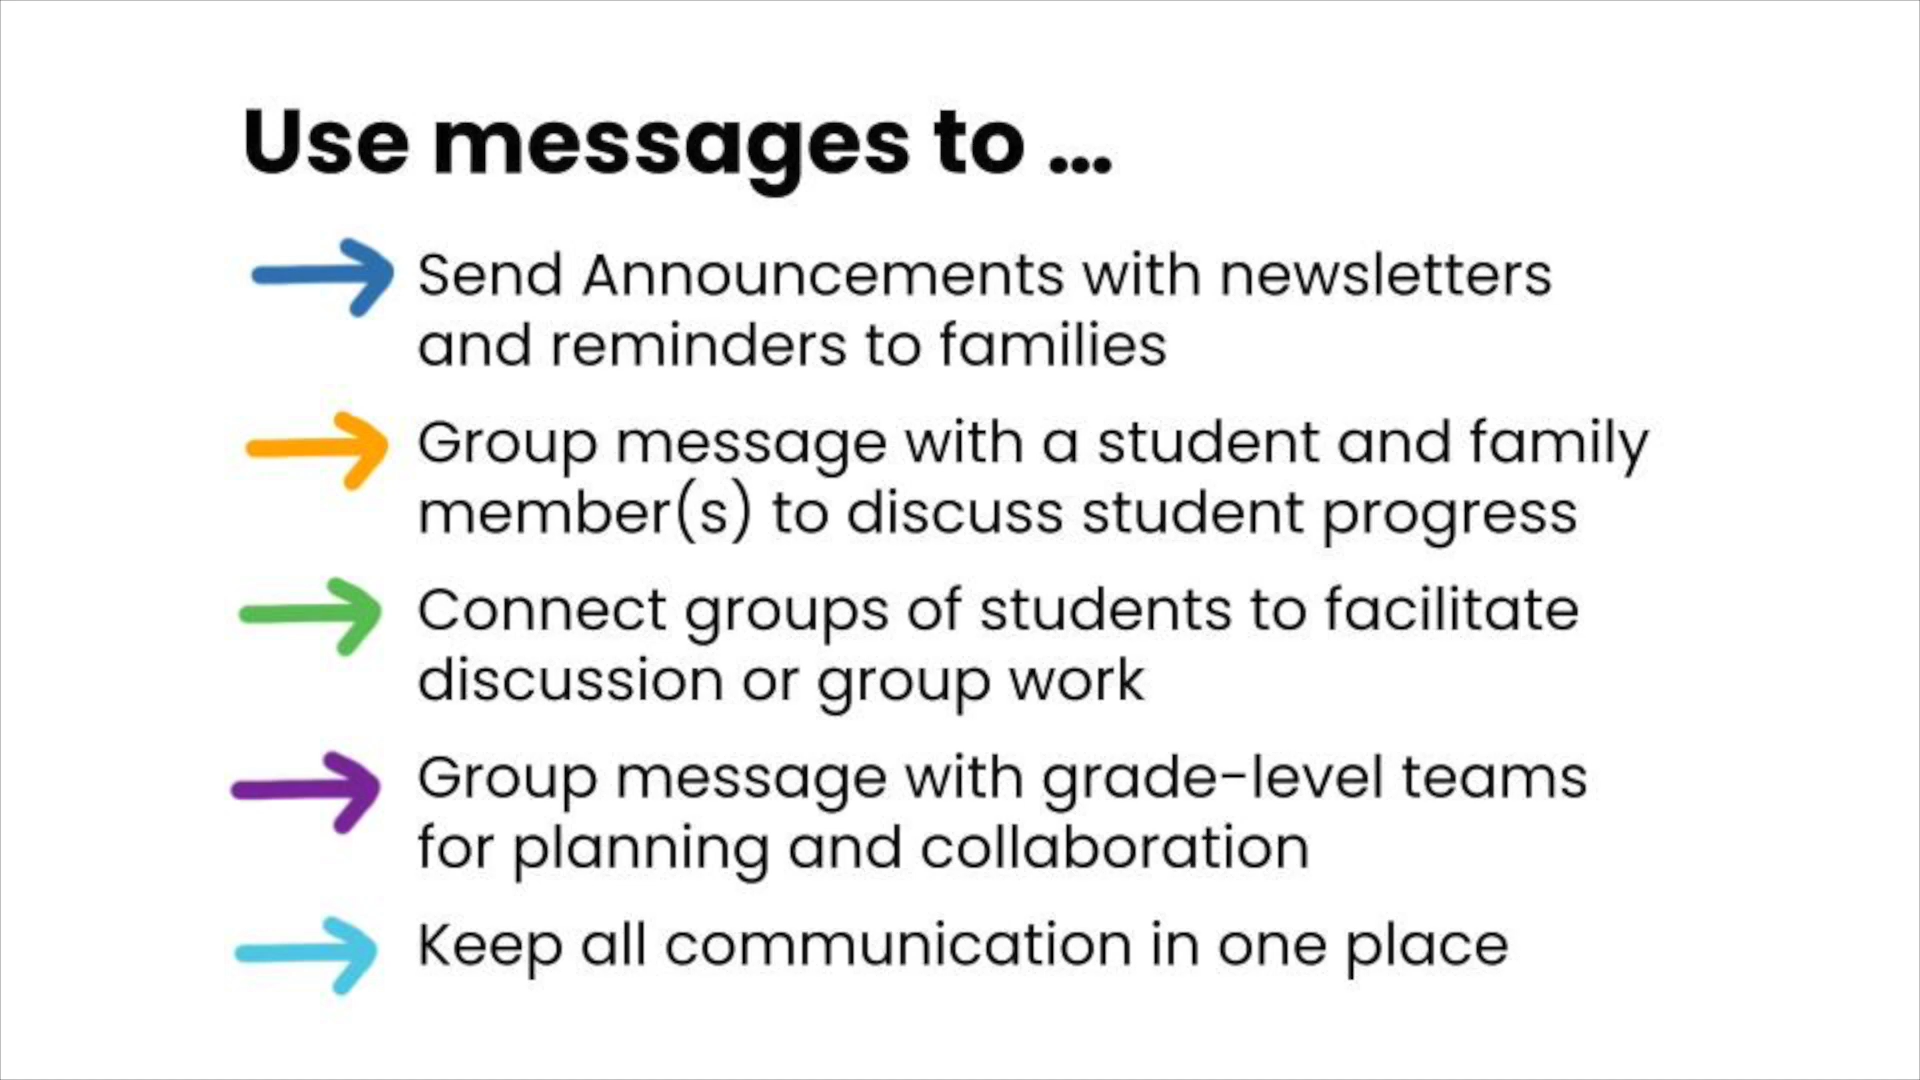 Use messages to ...
Send Announcements with newsletters
and reminders to families
Group message with a student and family
member(s) to discuss student progress
Connect groups of students to facilitate
discussion or group work
Group message with grade-level teams
for planning and collaboration
Keep all communication in one place